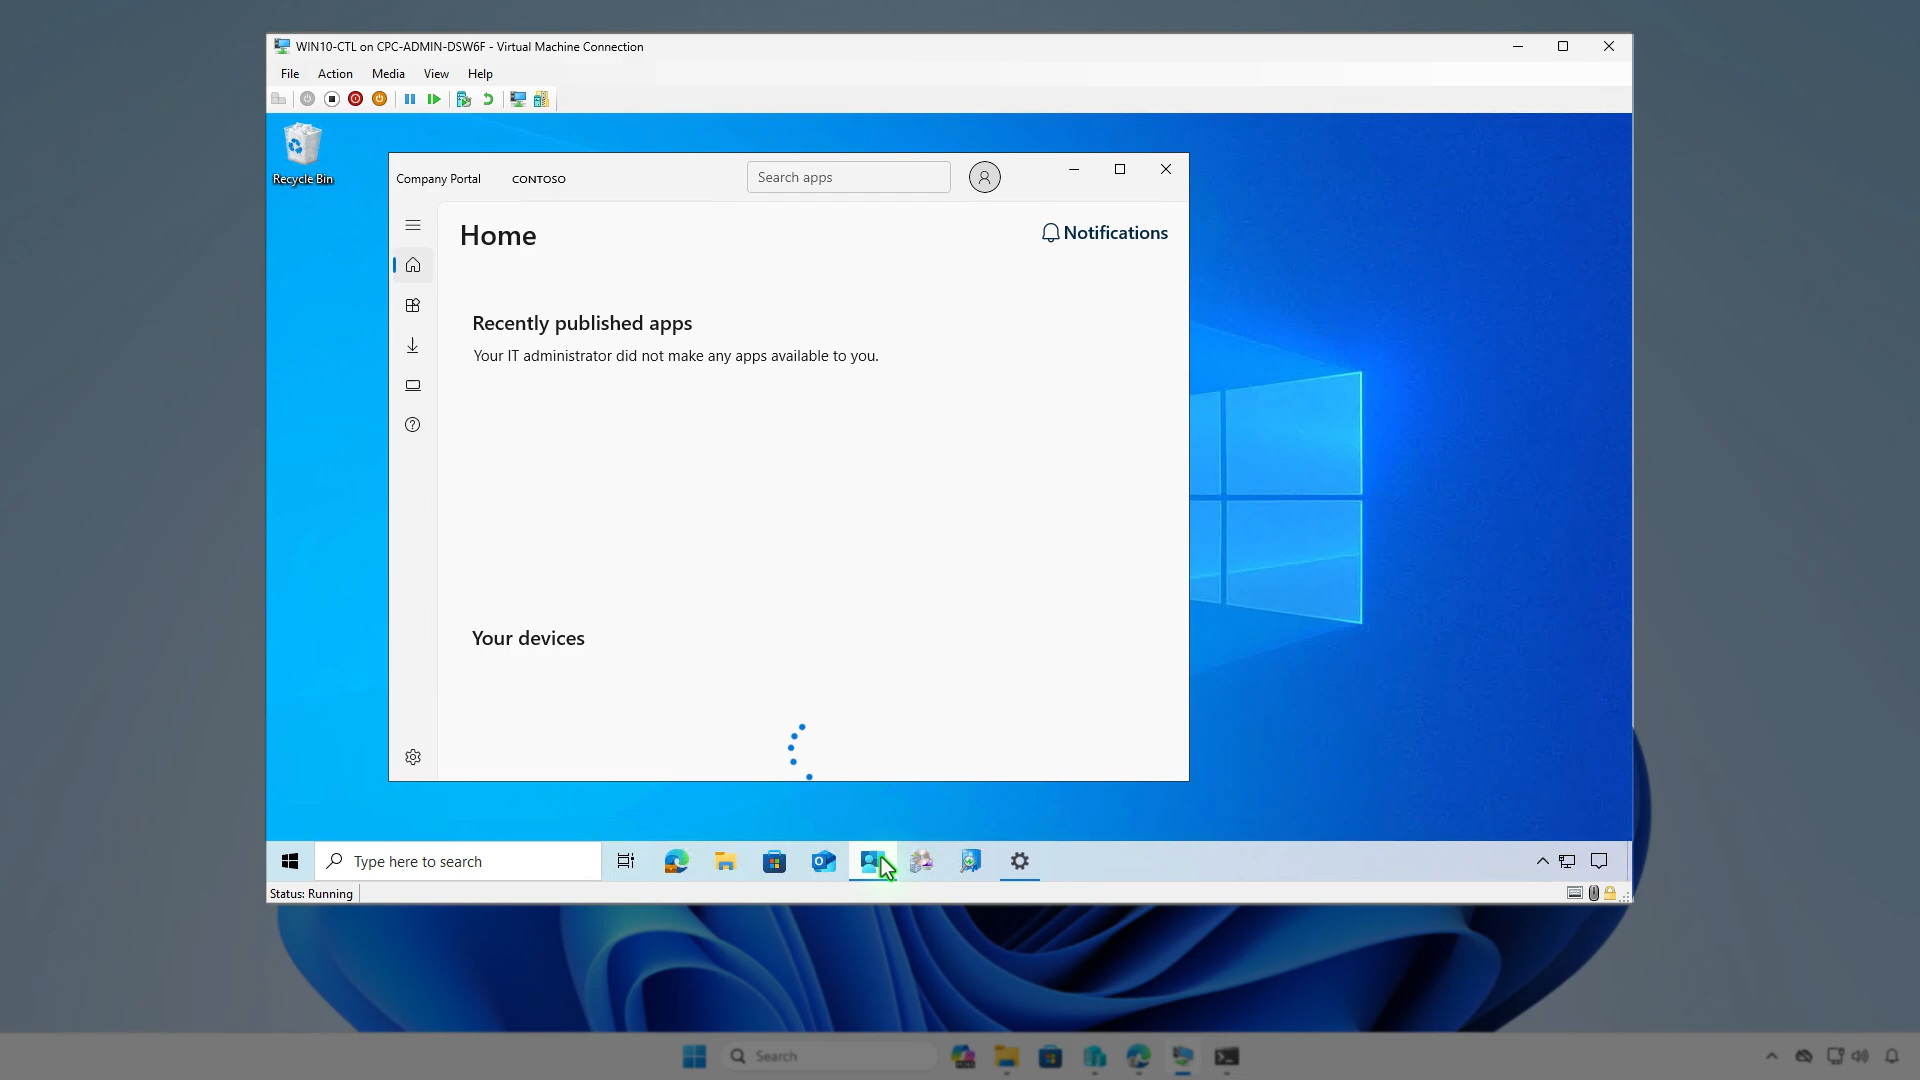 WIN10-CTL on CPC-ADMIN-DSW6F - Virtual Machine Connection
File Action Media View Help
Recycle Bin
Company Portal CONTOSO Search apps
Home
Notifications
Recently published apps
Your IT administrator did not make any apps available to you.
Your devices
Type here to search
Status: Running
Search